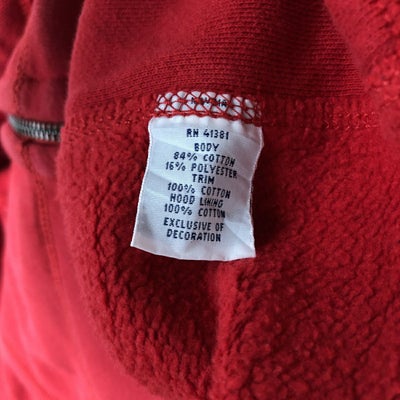 RN 41381
BODY
84% COTTON
16% POLYESTER
TRIM
100% COTTON
HOOD LINING
100% COTTON
EXCLUSIVE OF
DECORATION